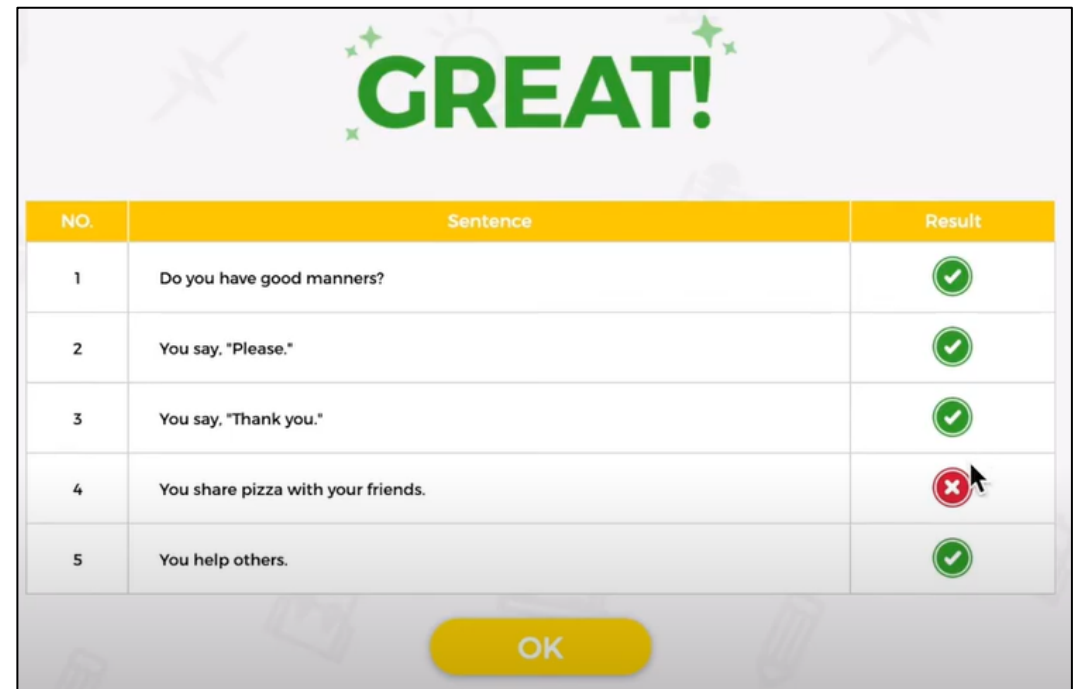 GREAT!
NO. Sentence Result
1 Do you have good manners?
2 You say, "Please."
3 You say, "Thank you."
4 You share pizza with your friends.
5 You help others.
OK